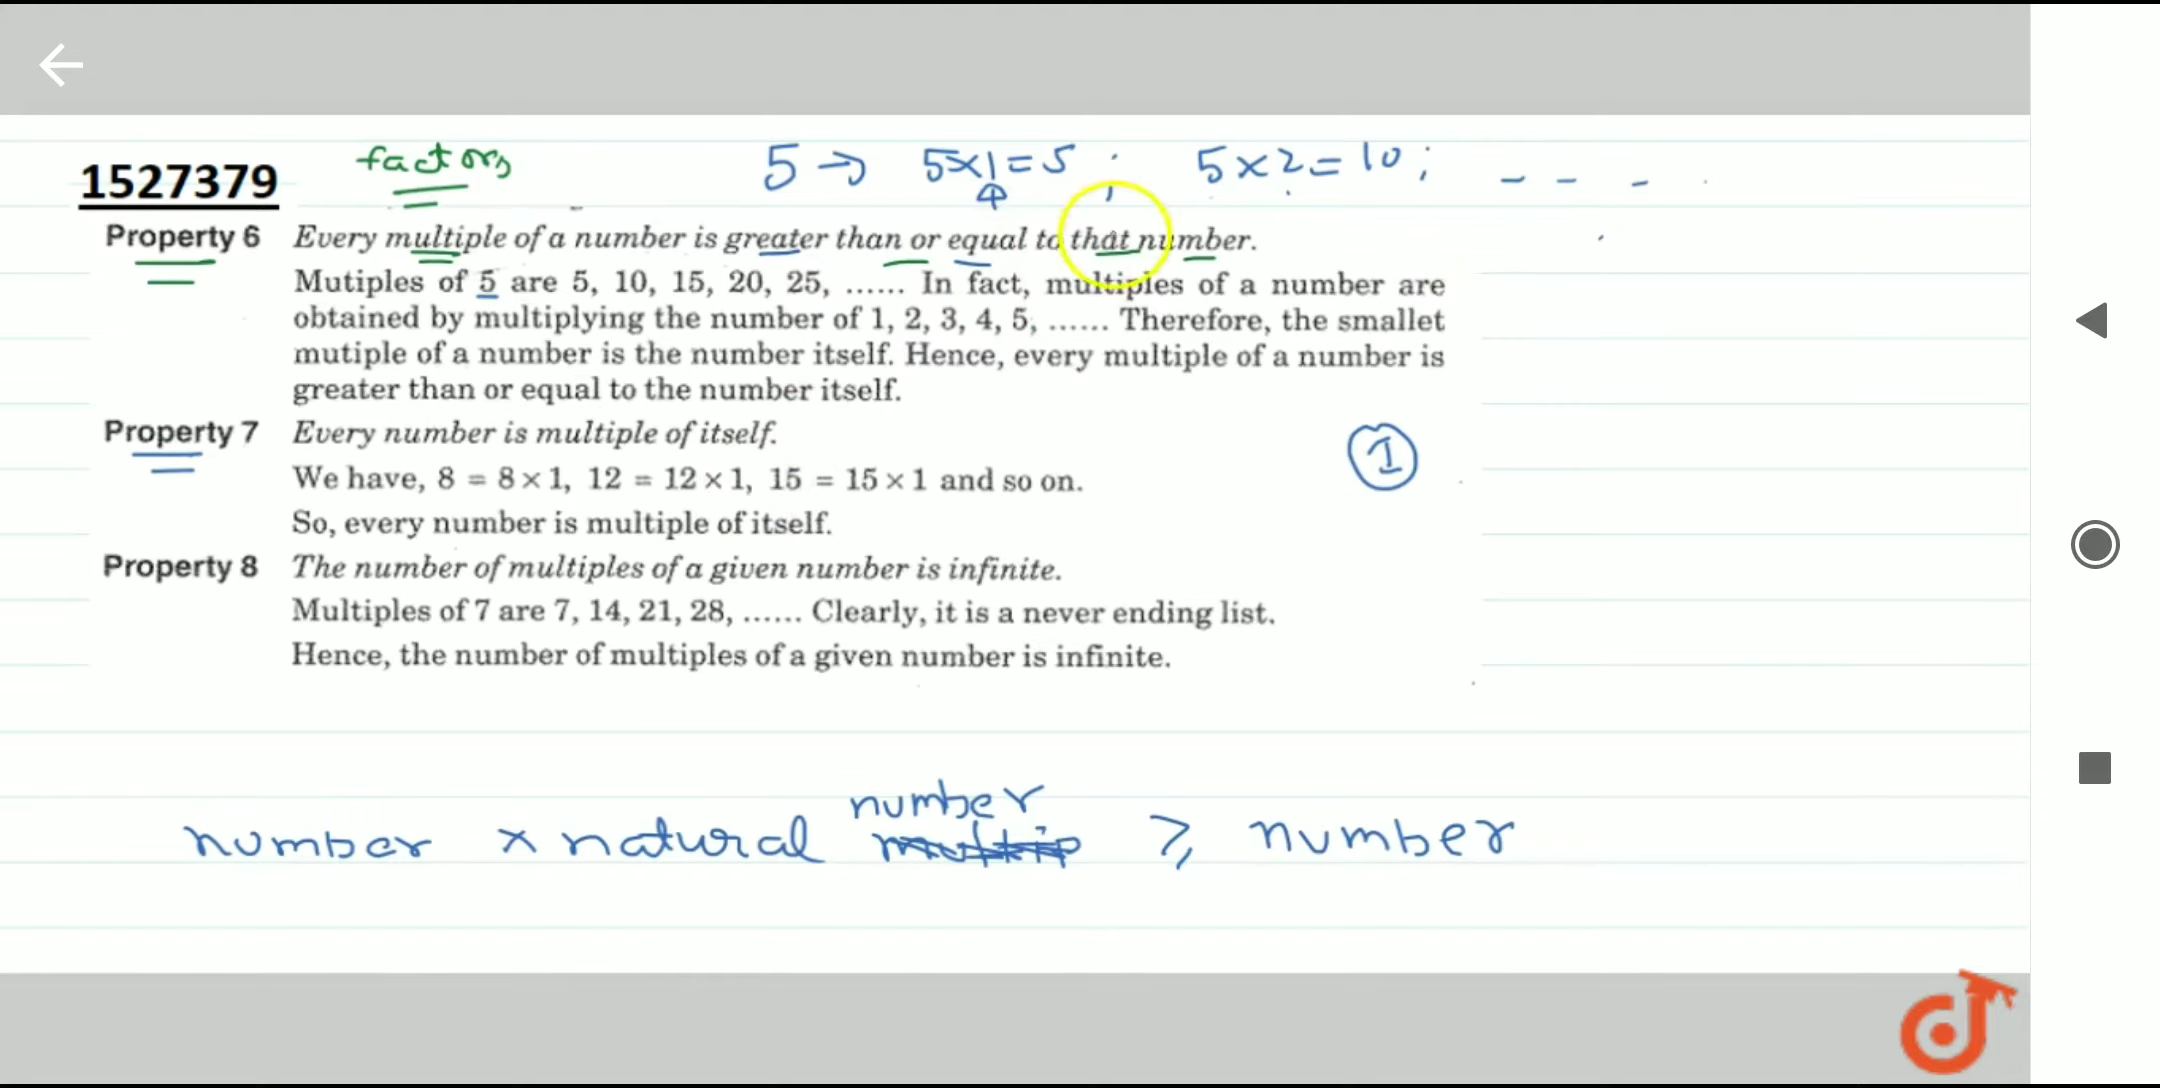 factors
5 → 5×1=5 ; 5×2=10 ; - - -
1527379
Property 6 Every multiple of a number is greater than or equal to that number.
Mutiples of 5 are 5, 10, 15, 20, 25, ...... In fact, multiples of a number are
obtained by multiplying the number of 1, 2, 3, 4, 5, ...... Therefore, the smallet
mutiple of a number is the number itself. Hence, every multiple of a number is
greater than or equal to the number itself.
Property 7 Every number is multiple of itself.
1
We have, 8 = 8 × 1, 12 = 12 × 1, 15 = 15 × 1 and so on.
So, every number is multiple of itself.
Property 8 The number of multiples of a given number is infinite.
Multiples of 7 are 7, 14, 21, 28, ...... Clearly, it is a never ending list.
Hence, the number of multiples of a given number is infinite.
number × natural number ≥ number